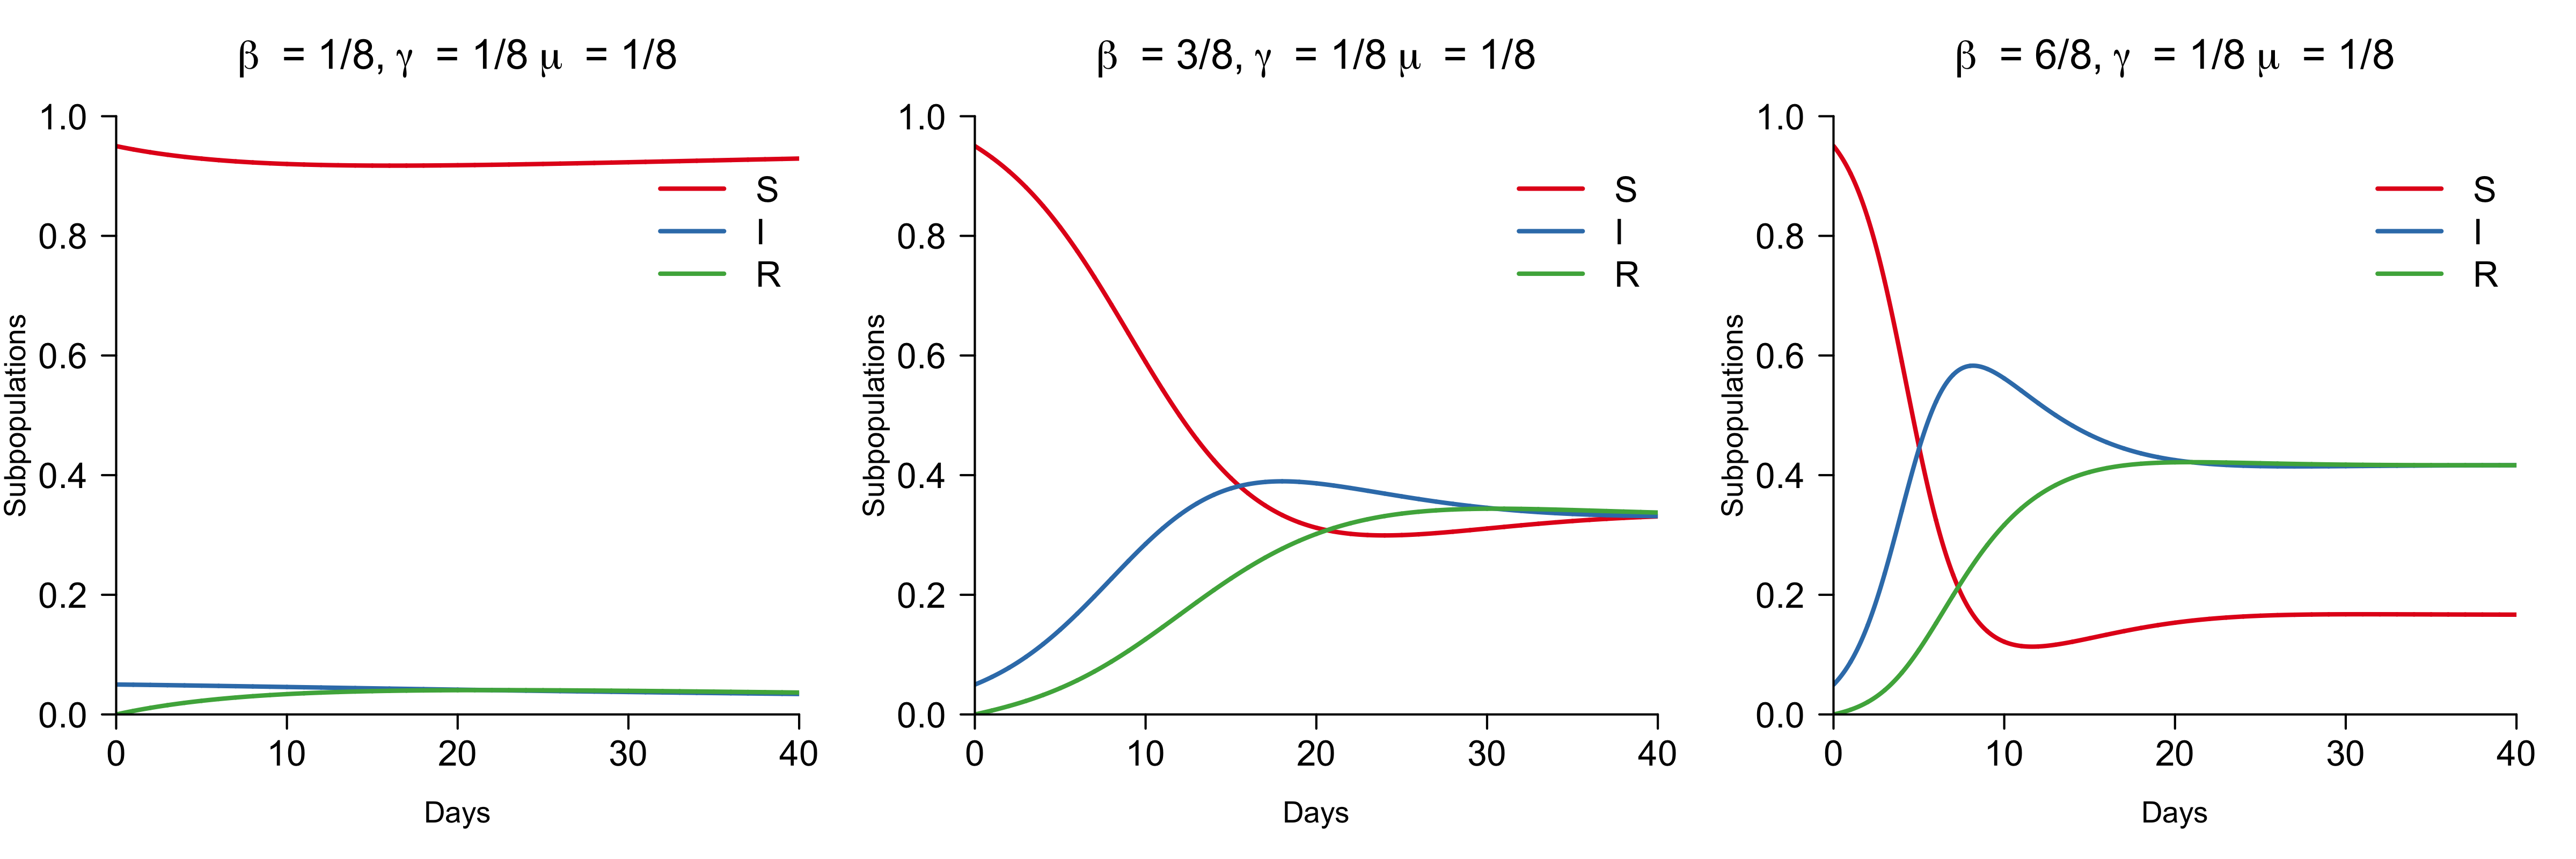 β = 1/8, γ = 1/8 μ = 1/8
1.0
0.8
0.6
0.4
0.2
0.0
Subpopulations
S
I
R
0 10 20 30 40
Days
β = 3/8, γ = 1/8 μ = 1/8
1.0
0.8
0.6
0.4
0.2
0.0
Subpopulations
S
I
R
0 10 20 30 40
Days
β = 6/8, γ = 1/8 μ = 1/8
1.0
0.8
0.6
0.4
0.2
0.0
Subpopulations
S
I
R
0 10 20 30 40
Days